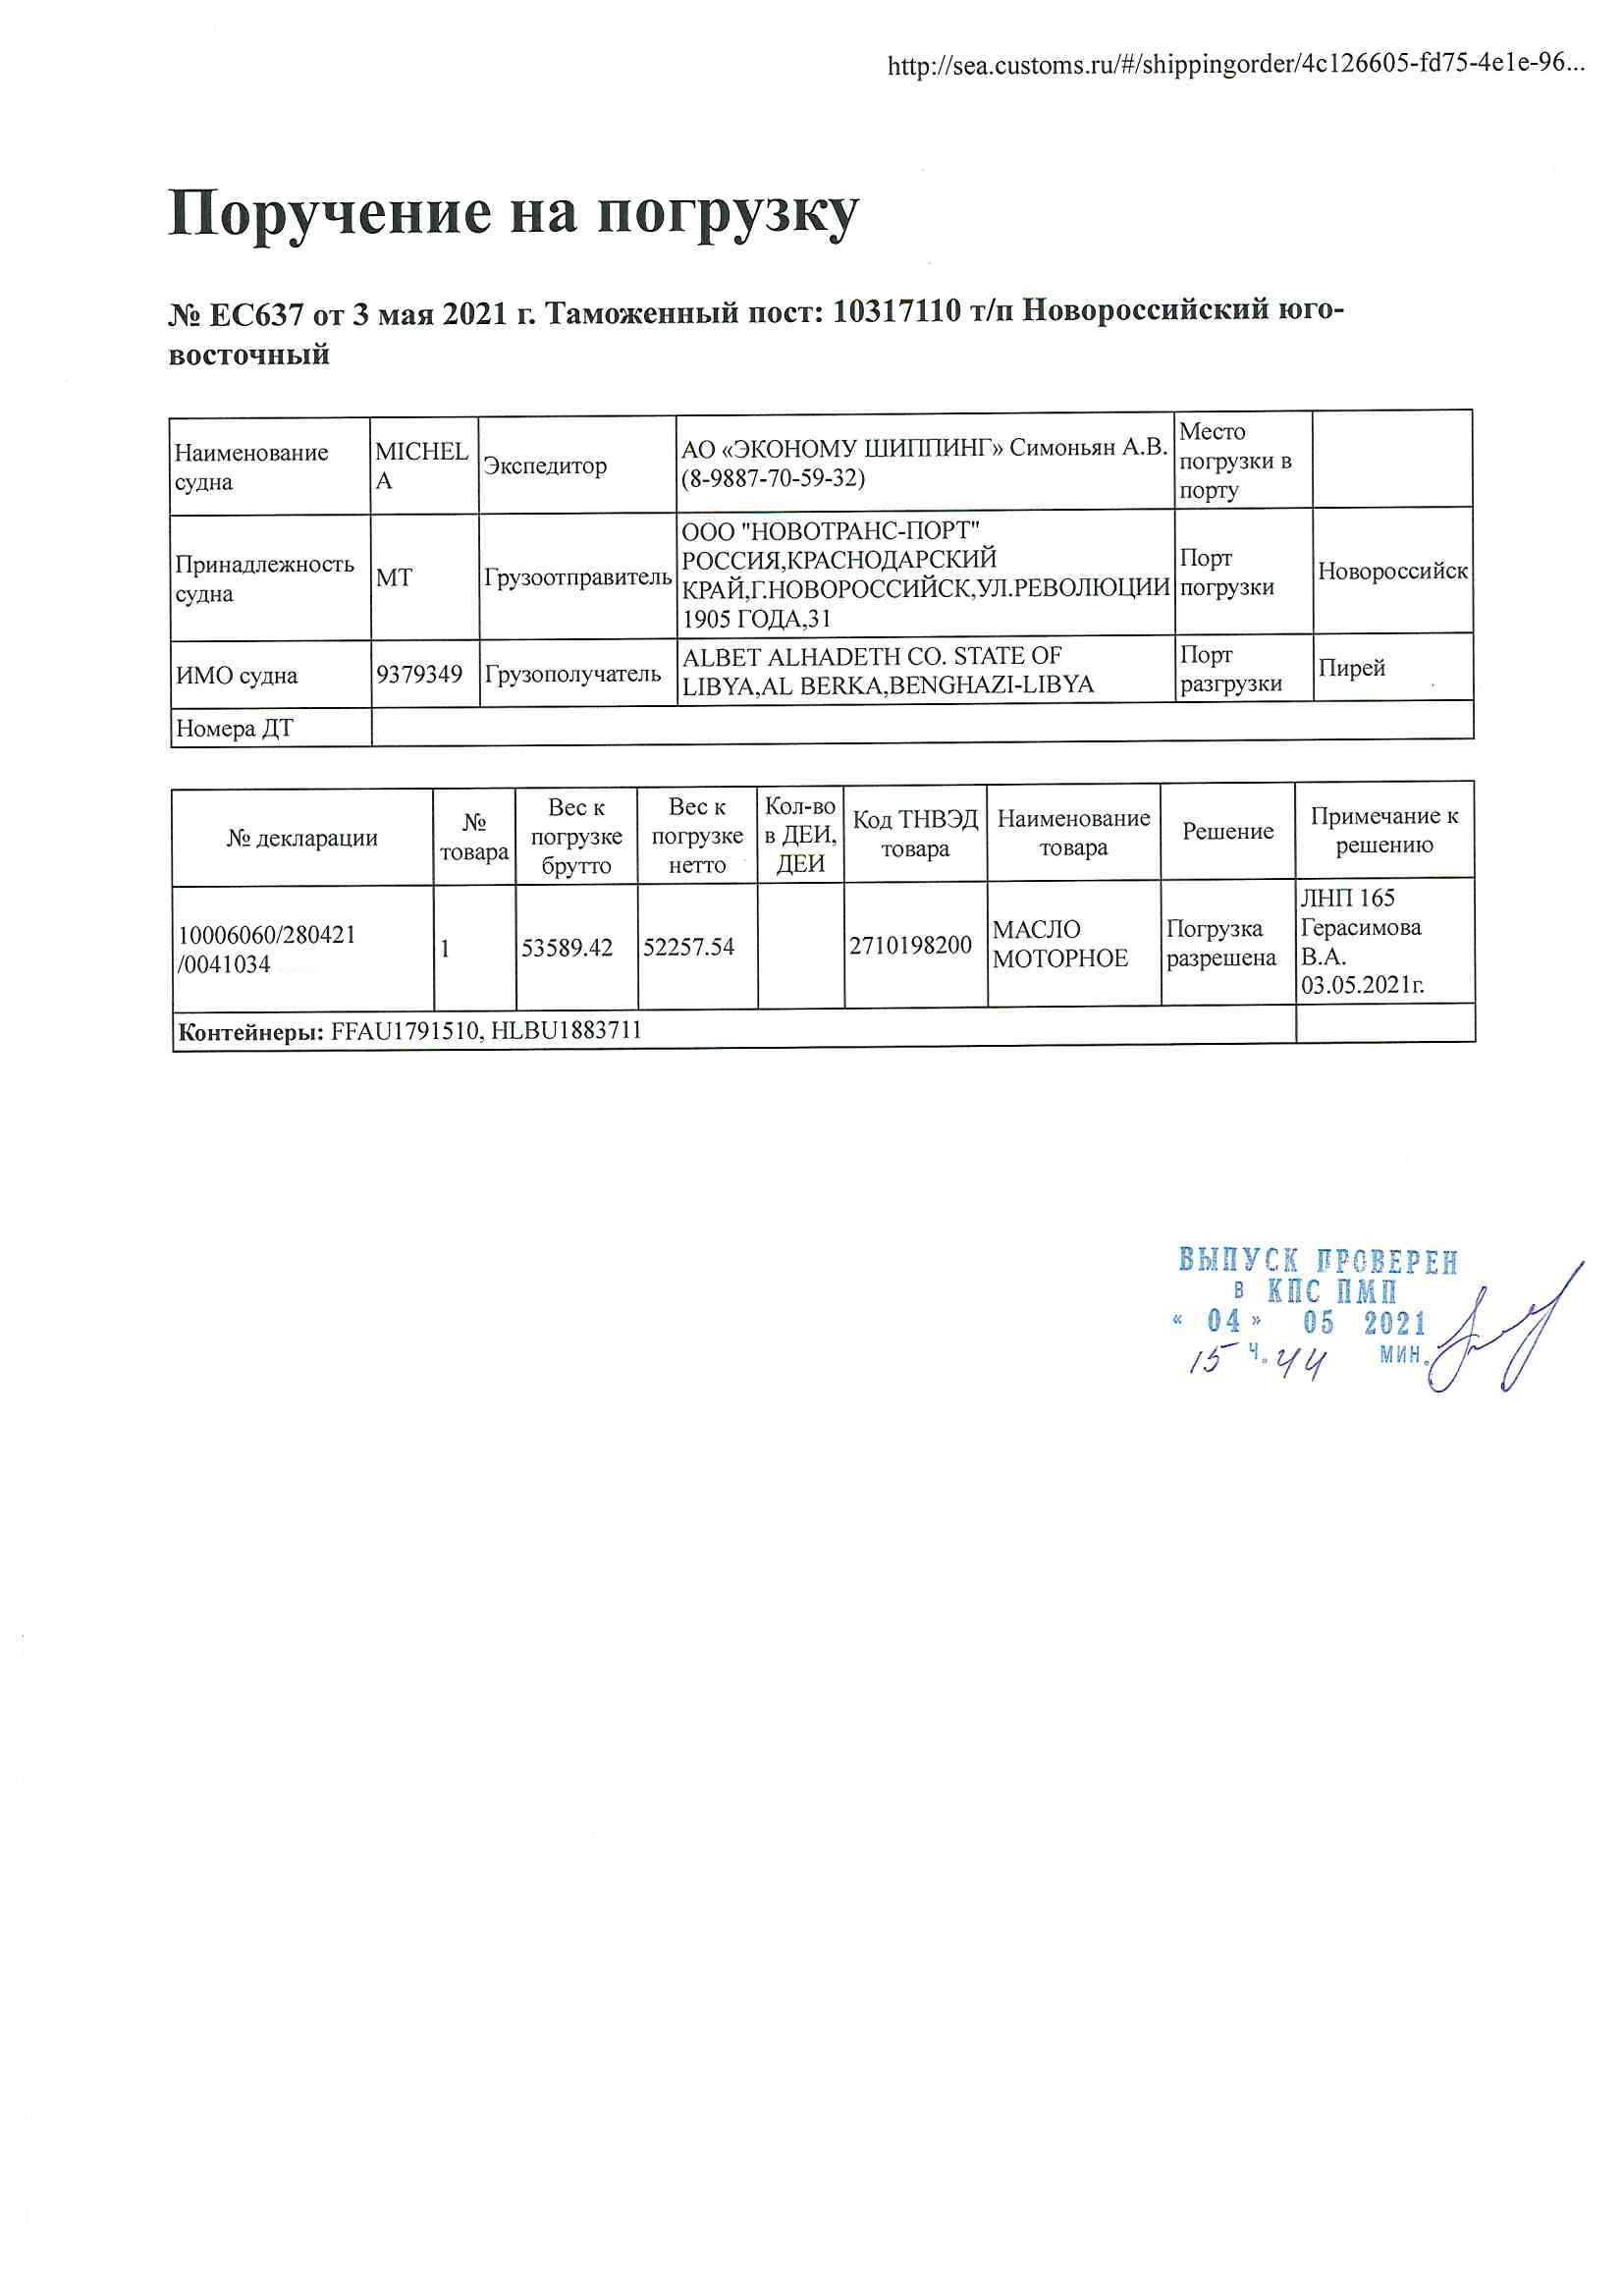 http://sea.customs.ru/#/shippingorder/4c126605-fd75-4e1e-96...
Поручение на погрузку
№ ЕС637 от 3 мая 2021 г. Таможенный пост: 10317110 т/п Новороссийский юго-
восточный
Наименование
судна
MICHEL
A
Экспедитор
АО «ЭКОНОМУ ШИППИНГ» Симоньян А.В.
(8-9887-70-59-32)
Место
погрузки в
порту
Принадлежность
судна
МТ
Грузоотправитель
ООО "НОВОТРАНС-ПОРТ"
РОССИЯ,КРАСНОДАРСКИЙ
КРАЙ,Г.НОВОРОССИЙСК,УЛ.РЕВОЛЮЦИИ
1905 ГОДА,31
Порт
погрузки
Новороссийск
ИМО судна
9379349
Грузополучатель
ALBET ALHADETH CO. STATE OF
LIBYA,AL BERKA,BENGHAZI-LIBYA
Порт
разгрузки
Пирей
Номера ДТ
№ декларации
№
товара
Вес к
погрузке
брутто
Вес к
погрузке
нетто
Кол-во
в ДЕИ,
ДЕИ
Код ТНВЭД
товара
Наименование
товара
Решение
Примечание к
решению
10006060/280421
/0041034
1
53589.42
52257.54
2710198200
МАСЛО
МОТОРНОЕ
Погрузка
разрешена
ЛНП 165
Герасимова
В.А.
03.05.2021г.
Контейнеры: FFAU1791510, HLBU1883711
ВЫПУСК ПРОВЕРЕН
В КПС ПМП
« 04 » 05 2021
15 ч. 44 мин.